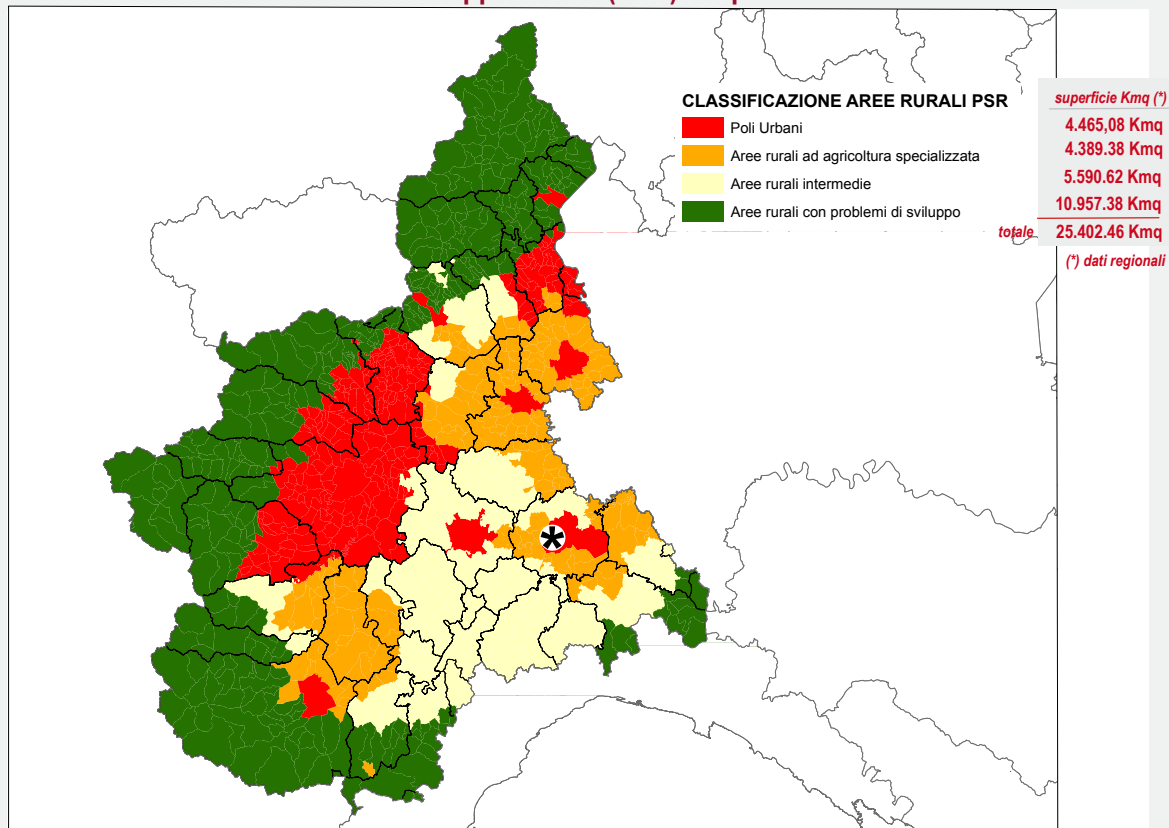 CLASSIFICAZIONE AREE RURALI PSR
superficie Kmq (*)
Poli Urbani
4.465,08 Kmq
Aree rurali ad agricoltura specializzata
4.389.38 Kmq
Aree rurali intermedie
5.590.62 Kmq
Aree rurali con problemi di sviluppo
10.957.38 Kmq
totale 25.402.46 Kmq
(*) dati regionali
*